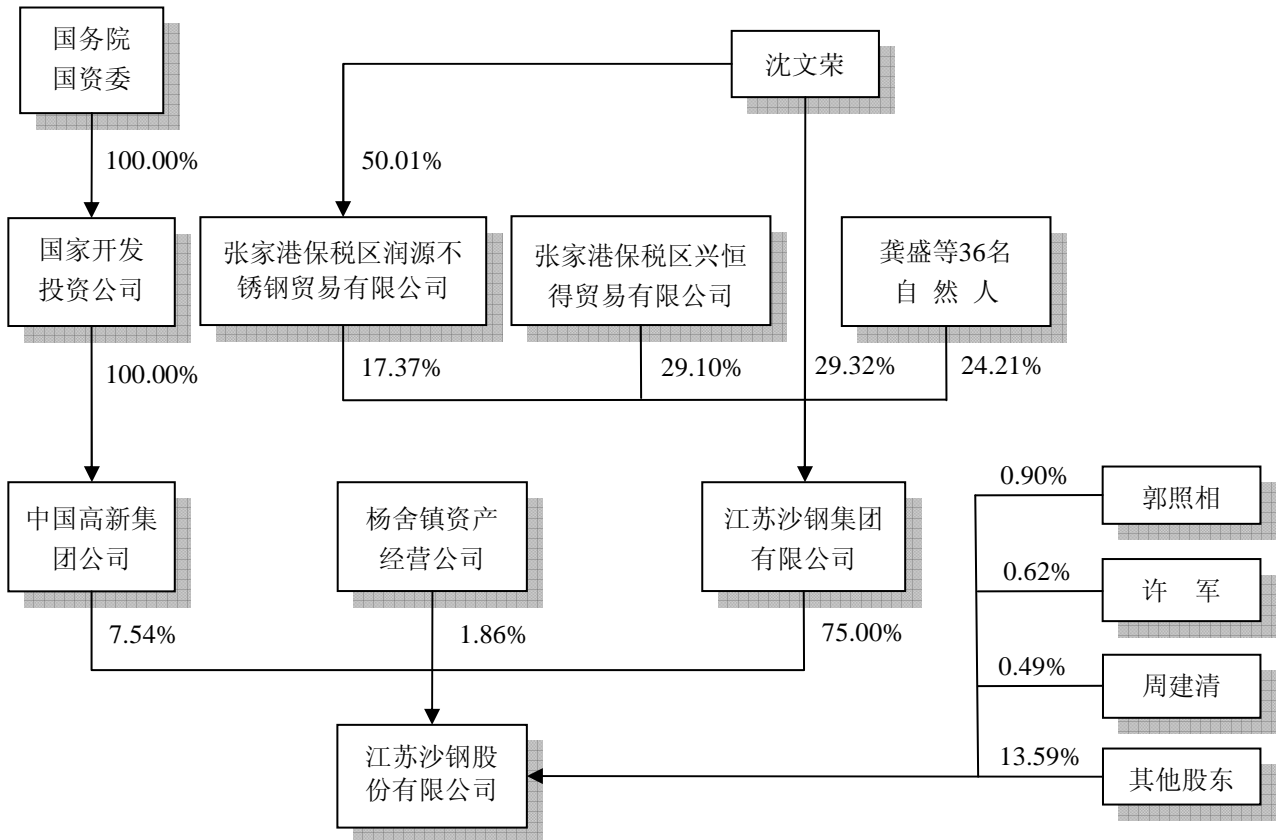 国务院
国资委
沈文荣
100.00%
50.01%
国家开发
投资公司
张家港保税区润源不
锈钢贸易有限公司
张家港保税区兴恒
得贸易有限公司
龚盛等36名
自 然 人
100.00%
17.37%
29.10%
29.32%
24.21%
中国高新集
团公司
杨舍镇资产
经营公司
江苏沙钢集团
有限公司
0.90%
郭照相
0.62%
许 军
7.54%
1.86%
75.00%
0.49%
周建清
江苏沙钢股
份有限公司
13.59%
其他股东